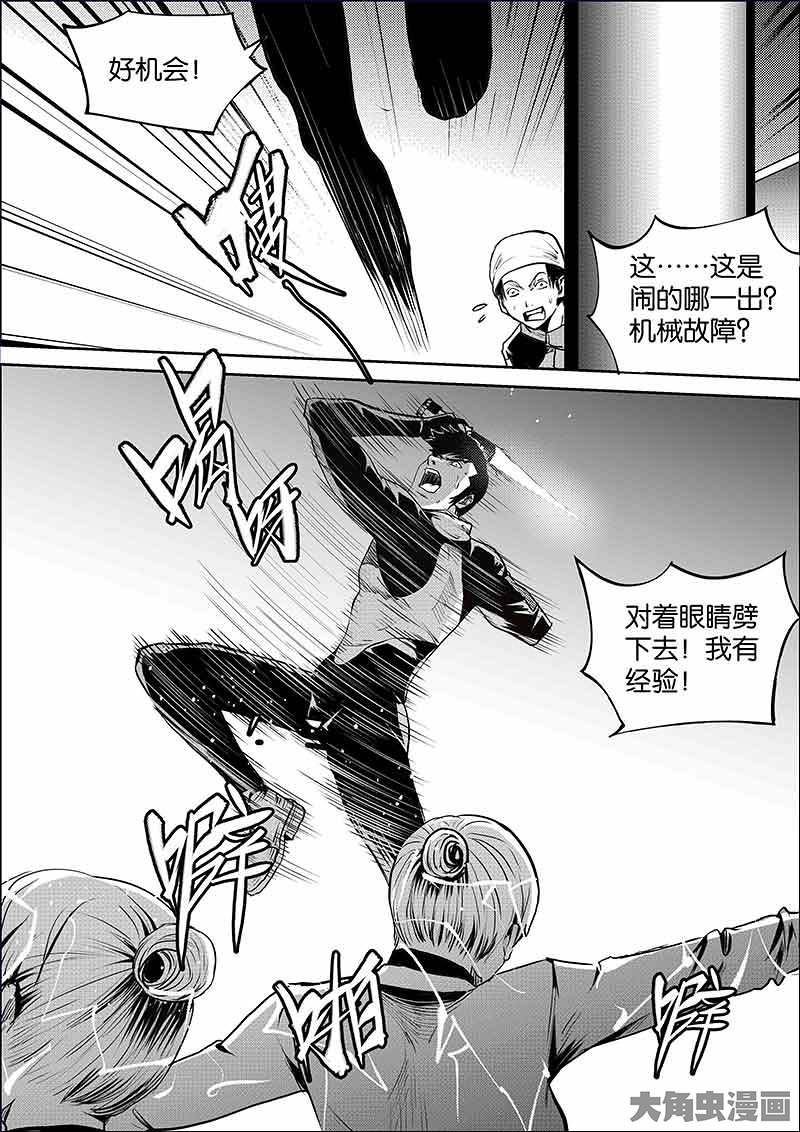 好机会！
嘿
这……这是
闹的哪一出？
机械故障？
喝
呀
对着眼睛劈
下去！我有
经验！
噼
啪
噼
大角虫漫画